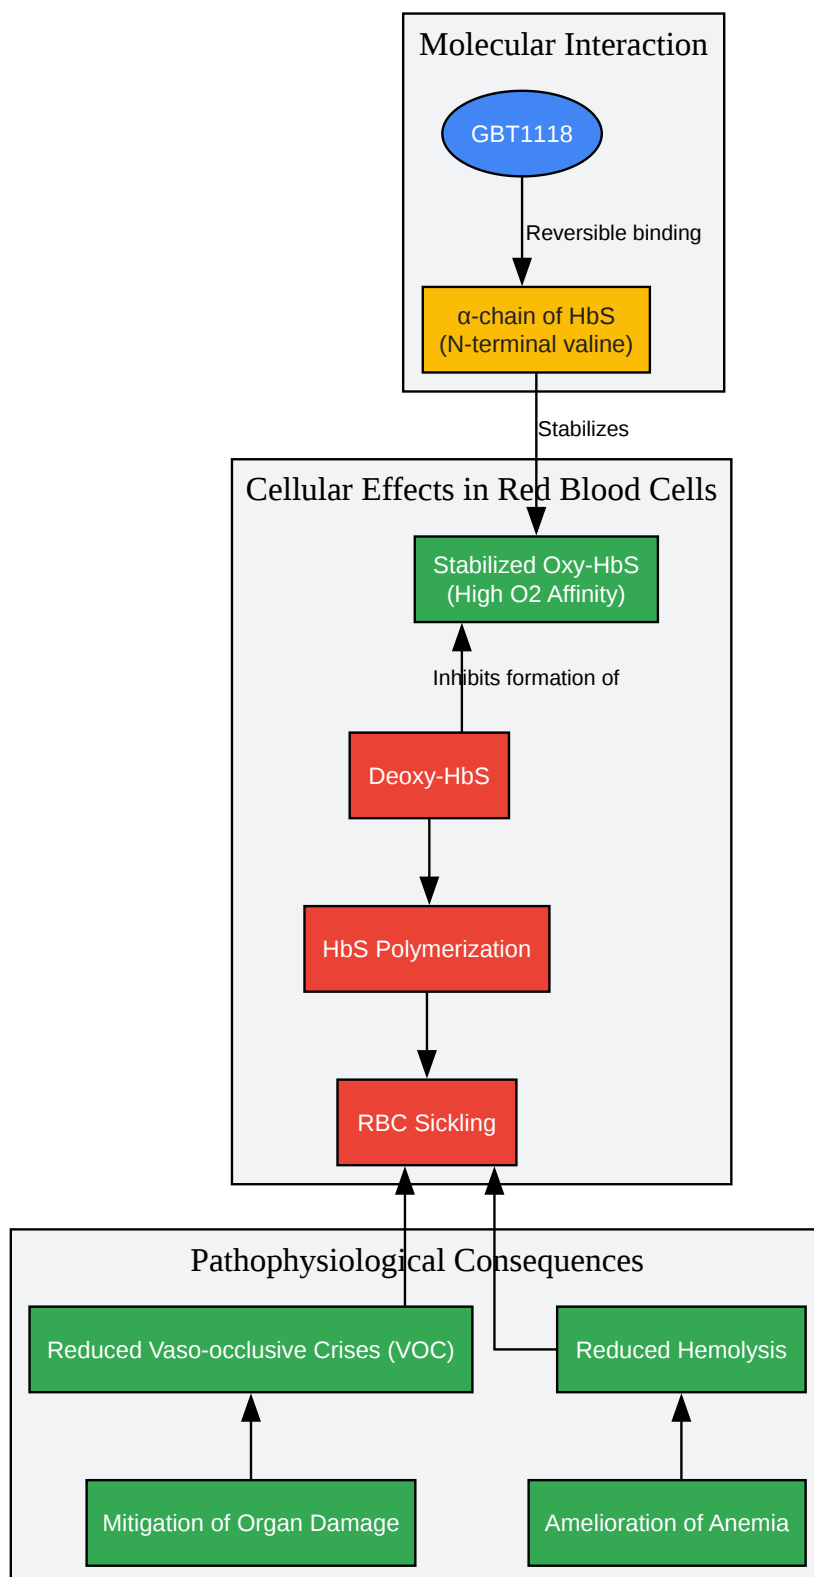 Molecular Interaction
GBT1118
Reversible binding
α-chain of HbS
(N-terminal valine)
Stabilizes
Cellular Effects in Red Blood Cells
Stabilized Oxy-HbS
(High O2 Affinity)
Inhibits formation of
Deoxy-HbS
HbS Polymerization
RBC Sickling
Pathophysiological Consequences
Reduced Vaso-occlusive Crises (VOC)
Reduced Hemolysis
Mitigation of Organ Damage
Amelioration of Anemia